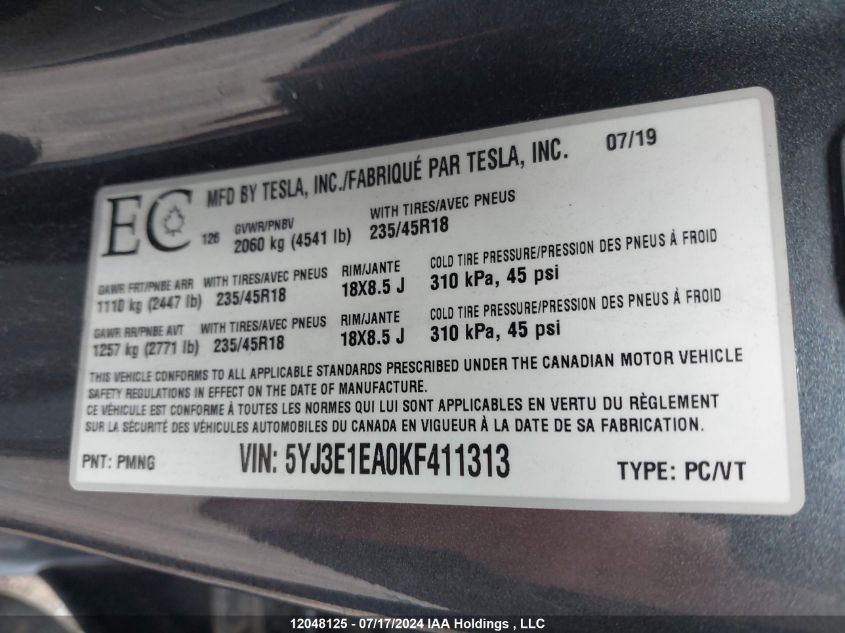 MFD BY TESLA, INC./FABRIQUÉ PAR TESLA, INC. 07/19
EC 126 GVWR/PNBV WITH TIRES/AVEC PNEUS
2060 kg (4541 lb) 235/45R18
GAWR FRT/PNBE ARR WITH TIRES/AVEC PNEUS RIM/JANTE COLD TIRE PRESSURE/PRESSION DES PNEUS À FROID
1110 kg (2447 lb) 235/45R18 18X8.5 J 310 kPa, 45 psi
GAWR RR/PNBE AVT WITH TIRES/AVEC PNEUS RIM/JANTE COLD TIRE PRESSURE/PRESSION DES PNEUS À FROID
1257 kg (2771 lb) 235/45R18 18X8.5 J 310 kPa, 45 psi
THIS VEHICLE CONFORMS TO ALL APPLICABLE STANDARDS PRESCRIBED UNDER THE CANADIAN MOTOR VEHICLE
SAFETY REGULATIONS IN EFFECT ON THE DATE OF MANUFACTURE.
CE VÉHICULE EST CONFORME À TOUTES LES NORMES QUI LUI SONT APPLICABLES EN VERTU DU RÈGLEMENT
SUR LA SÉCURITÉ DES VÉHICULES AUTOMOBILES DU CANADA EN VIGUEUR À LA DATE DE SA FABRICATION.
PNT: PMNG VIN: 5YJ3E1EA0KF411313 TYPE: PC/VT
12048125 - 07/17/2024 IAA Holdings , LLC